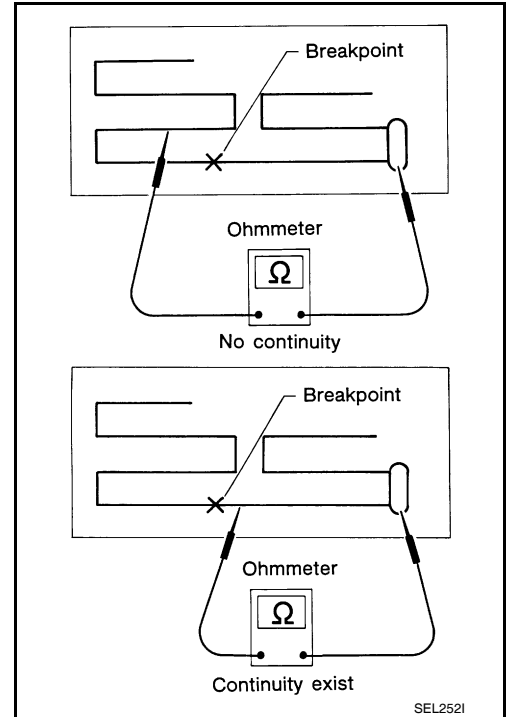 Breakpoint
Ohmmeter
Ω
No continuity
Breakpoint
Ohmmeter
Ω
Continuity exist
SEL252I